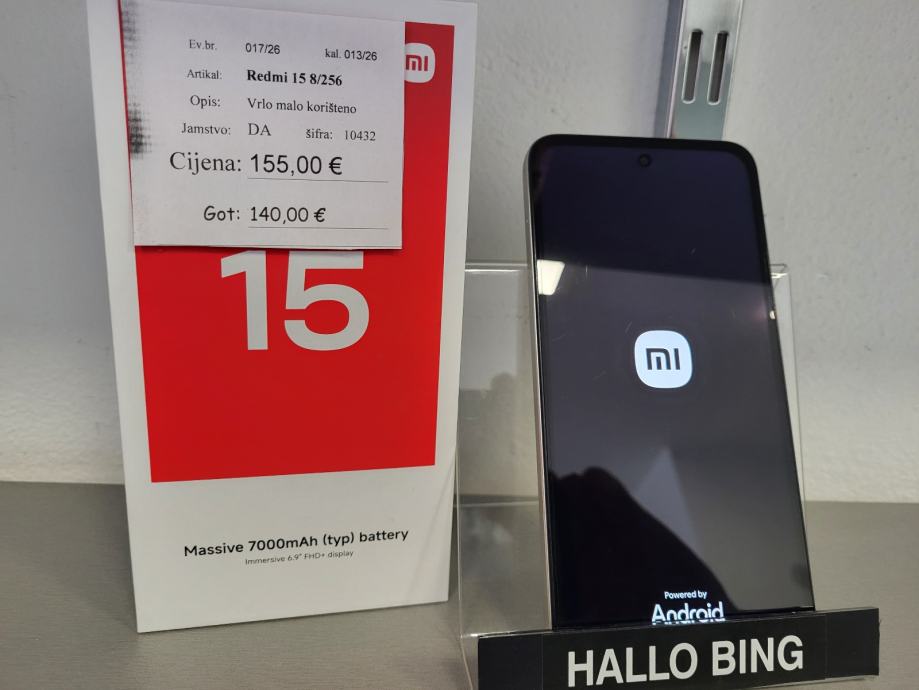 Ev.br. 017/26 kal. 013/26
Artikal: Redmi 15 8/256
Opis: Vrlo malo korišteno
Jamstvo: DA šifra: 10432
Cijena: 155,00 €
Got: 140,00 €
mi
15
Massive 7000mAh (typ) battery
Immersive 6.9" FHD+ display
mi
Powered by
Android
HALLO BING